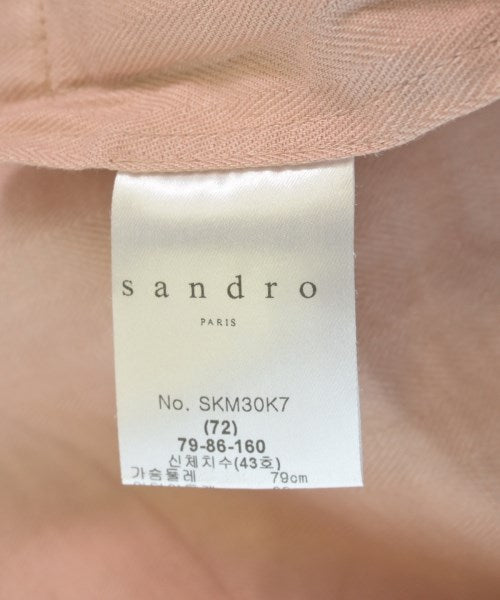 sandro
PARIS
No. SKM30K7
(72)
79-86-160
신체치수(43호)
가슴둘레 79cm